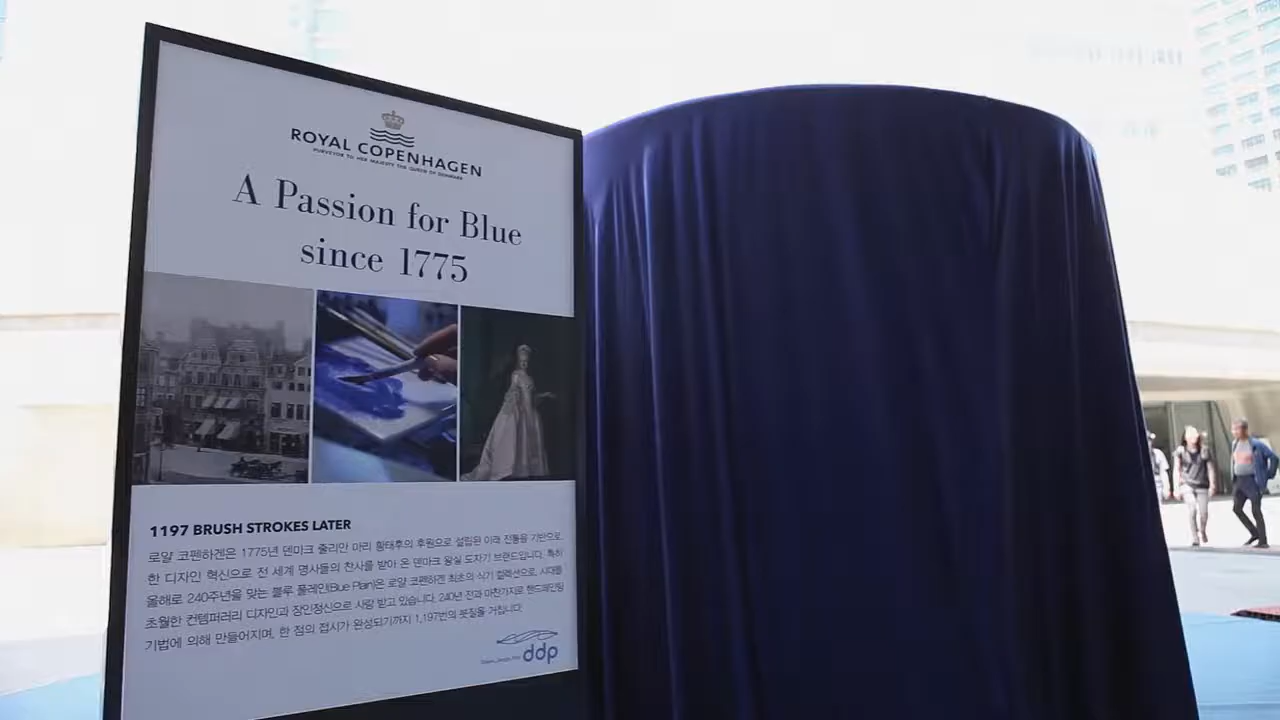 ROYAL COPENHAGEN
PURVEYOR TO HER MAJESTY THE QUEEN OF DENMARK
A Passion for Blue
since 1775
1197 BRUSH STROKES LATER
로얄 코펜하겐은 1775년 덴마크 줄리안 마리 황태후의 후원으로 설립된 이래 전통을 기반으로
한 디자인 혁신으로 전 세계 명사들의 찬사를 받아 온 덴마크 왕실 도자기 브랜드입니다. 특히
올해로 240주년을 맞는 블루 플레인(Blue Plain)은 로얄 코펜하겐 최초의 식기 컬렉션으로, 시대를
초월한 컨템퍼러리 디자인과 장인정신으로 사랑 받고 있습니다. 240년 전과 마찬가지로 핸드페인팅
기법에 의해 만들어지며, 한 점의 접시가 완성되기까지 1,197번의 붓질을 거칩니다.
ddp